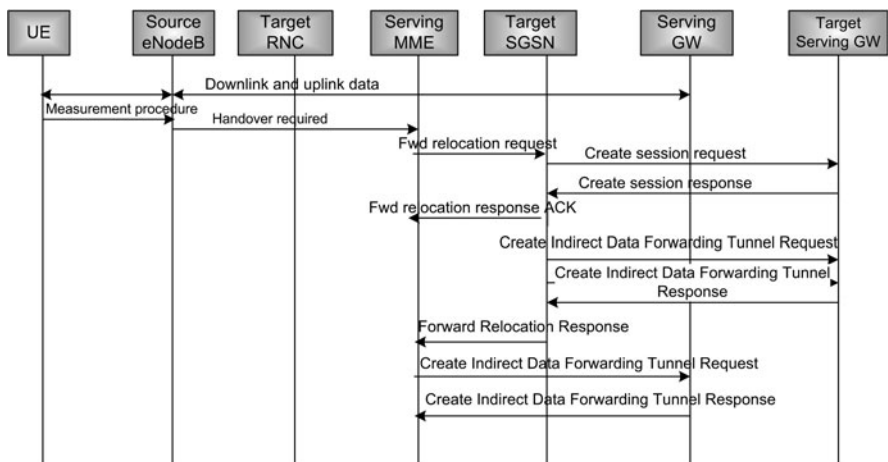 UE
Source
eNodeB
Target
RNC
Serving
MME
Target
SGSN
Serving
GW
Target
Serving GW
Downlink and uplink data
Measurement procedure
Handover required
Fwd relocation request
Create session request
Create session response
Fwd relocation response ACK
Create Indirect Data Forwarding Tunnel Request
Create Indirect Data Forwarding Tunnel
Response
Forward Relocation Response
Create Indirect Data Forwarding Tunnel Request
Create Indirect Data Forwarding Tunnel Response